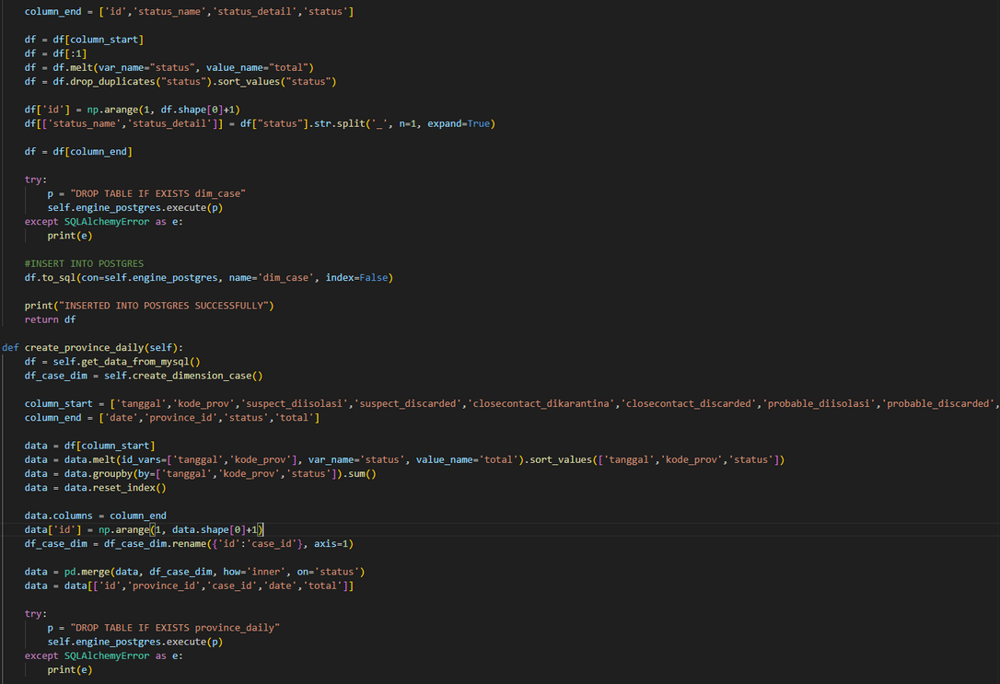 column_end = ['id','status_name','status_detail','status']
df = df[column_start]
df = df[:1]
df = df.melt(var_name="status", value_name="total")
df = df.drop_duplicates("status").sort_values("status")
df['id'] = np.arange(1, df.shape[0]+1)
df[['status_name','status_detail']] = df["status"].str.split('_', n=1, expand=True)
df = df[column_end]
try:
p = "DROP TABLE IF EXISTS dim_case"
self.engine_postgres.execute(p)
except SQLAlchemyError as e:
print(e)
#INSERT INTO POSTGRES
df.to_sql(con=self.engine_postgres, name='dim_case', index=False)
print("INSERTED INTO POSTGRES SUCCESSFULLY")
return df
def create_province_daily(self):
df = self.get_data_from_mysql()
df_case_dim = self.create_dimension_case()
column_start = ['tanggal','kode_prov','suspect_diisolasi','suspect_discarded','closecontact_dikarantina','closecontact_discarded','probable_diisolasi','probable_discarded',
column_end = ['date','province_id','status','total']
data = df[column_start]
data = data.melt(id_vars=['tanggal','kode_prov'], var_name='status', value_name='total').sort_values(['tanggal','kode_prov','status'])
data = data.groupby(by=['tanggal','kode_prov','status']).sum()
data = data.reset_index()
data.columns = column_end
data['id'] = np.arange(1, data.shape[0]+1)
df_case_dim = df_case_dim.rename({'id':'case_id'}, axis=1)
data = pd.merge(data, df_case_dim, how='inner', on='status')
data = data[['id','province_id','case_id','date','total']]
try:
p = "DROP TABLE IF EXISTS province_daily"
self.engine_postgres.execute(p)
except SQLAlchemyError as e:
print(e)